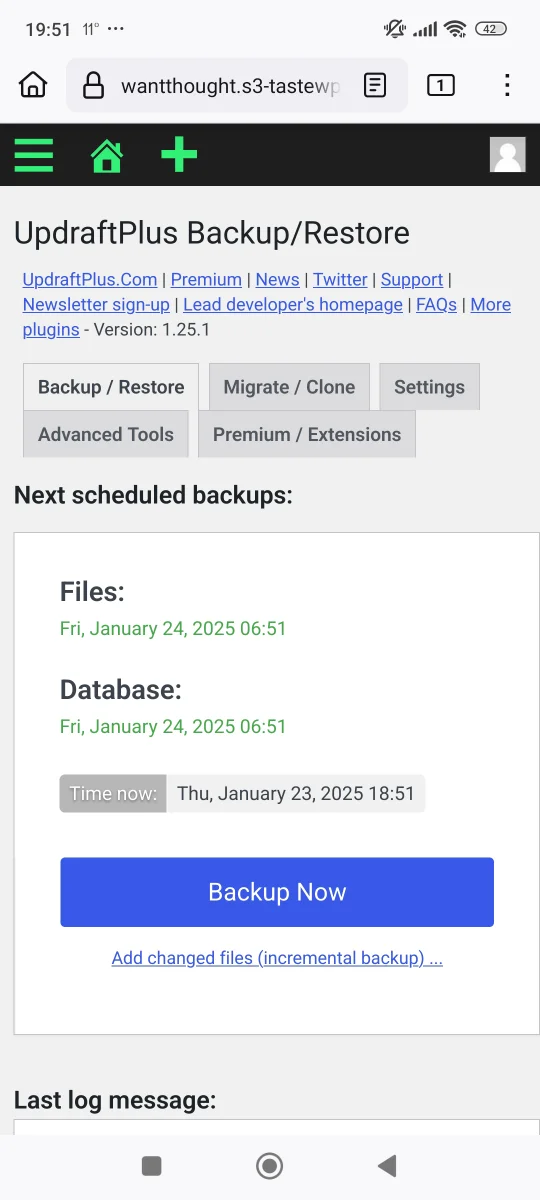 19:51 11° ...
42
wantthought.s3-tastewp
1
UpdraftPlus Backup/Restore
UpdraftPlus.Com | Premium | News | Twitter | Support |
Newsletter sign-up | Lead developer's homepage | FAQs | More
plugins - Version: 1.25.1
Backup / Restore
Migrate / Clone
Settings
Advanced Tools
Premium / Extensions
Next scheduled backups:
Files:
Fri, January 24, 2025 06:51
Database:
Fri, January 24, 2025 06:51
Time now: Thu, January 23, 2025 18:51
Backup Now
Add changed files (incremental backup) ...
Last log message: